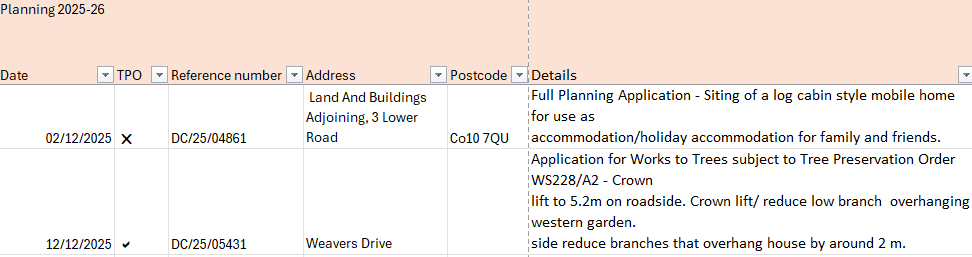 Planning 2025-26
Date TPO Reference number Address Postcode Details
Land And Buildings
Adjoining, 3 Lower
Road
02/12/2025 ✕ DC/25/04861
Co10 7QU
Full Planning Application - Siting of a log cabin style mobile home
for use as
accommodation/holiday accommodation for family and friends.
12/12/2025 ✔ DC/25/05431 Weavers Drive
Application for Works to Trees subject to Tree Preservation Order
WS228/A2 - Crown
lift to 5.2m on roadside. Crown lift/ reduce low branch overhanging
western garden.
side reduce branches that overhang house by around 2 m.